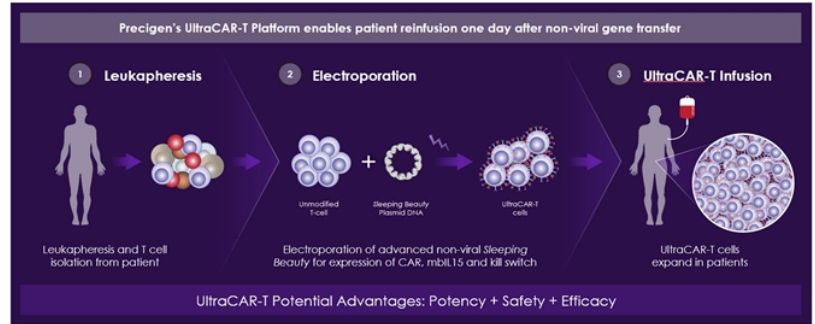 Precigen's UltraCAR-T Platform enables patient reinfusion one day after non-viral gene transfer
1 Leukapheresis
2 Electroporation
3 UltraCAR-T Infusion
Unmodified
T-cell
Sleeping Beauty
Plasmid DNA
UltraCAR-T
cells
Leukapheresis and T cell
isolation from patient
Electroporation of advanced non-viral Sleeping
Beauty for expression of CAR, mbIL15 and kill switch
UltraCAR-T cells
expand in patients
UltraCAR-T Potential Advantages: Potency + Safety + Efficacy